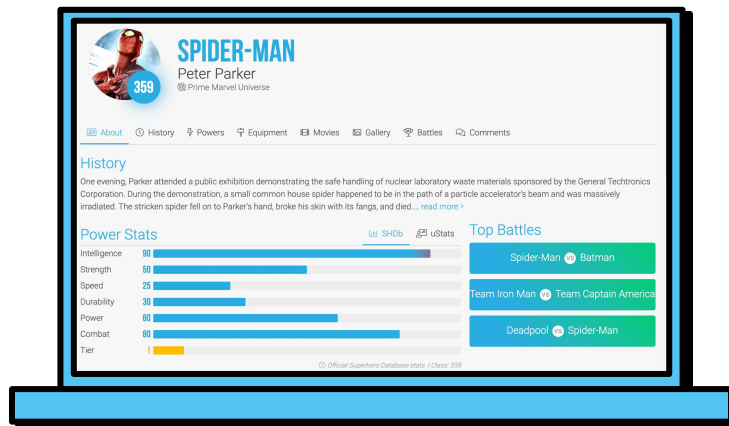 SPIDER-MAN
Peter Parker
Prime Marvel Universe
359
About History Powers Equipment Movies Gallery Battles Comments
History
One evening, Parker attended a public exhibition demonstrating the safe handling of nuclear laboratory waste materials sponsored by the General Techtronics
Corporation. During the demonstration, a small common house spider happened to be in the path of a particle accelerator's beam and was massively
irradiated. The stricken spider fell on to Parker's hand, broke his skin with its fangs, and died.... read more >
Power Stats
SHDb uStats
Intelligence 90
Strength 50
Speed 25
Durability 30
Power 60
Combat 80
Tier 1
Official Superhero Database stats. | Class: 359
Top Battles
Spider-Man vs Batman
Team Iron Man vs Team Captain America
Deadpool vs Spider-Man